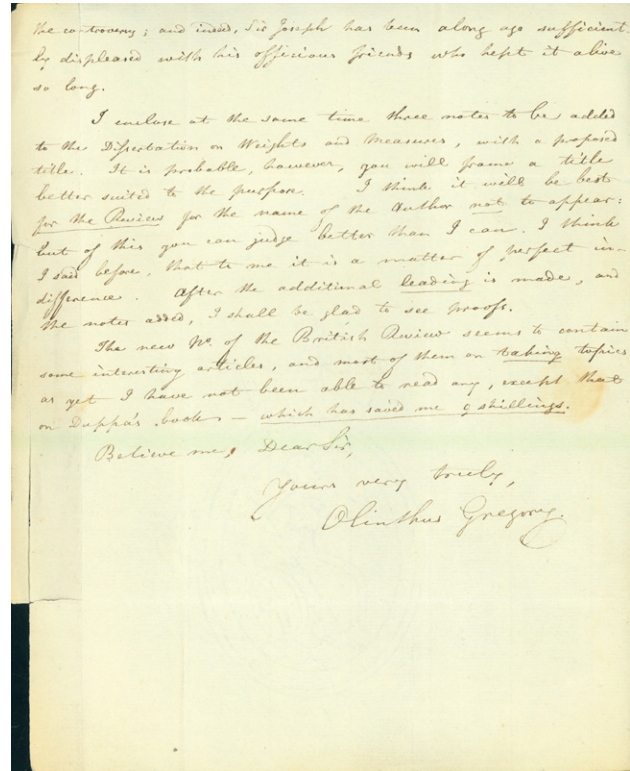 the controversy; and indeed, Sir Joseph has been along ago sufficient-
ly displeased with his officious friends who kept it alive
so long.
I enclose at the same time three notes to be added
to the Dissertation on Weights and Measures, with a proposed
title. It is probable, however, you will frame a title
better suited to the purpose. I think it will be best
for the Review for the name of the Author not to appear:
but of this you can judge better than I can. I think
I said before, that to me it is a matter of perfect in-
difference. After the additional leading is made, and
the notes added, I shall be glad to see proofs.
The new No. of the British Review seems to contain
some interesting articles, and most of them on taking topics
as yet I have not been able to read any, except that
on Duppa's book — which has saved me 9 shillings.
Believe me, Dear Sir,
Yours very truly,
Olinthus Gregory.